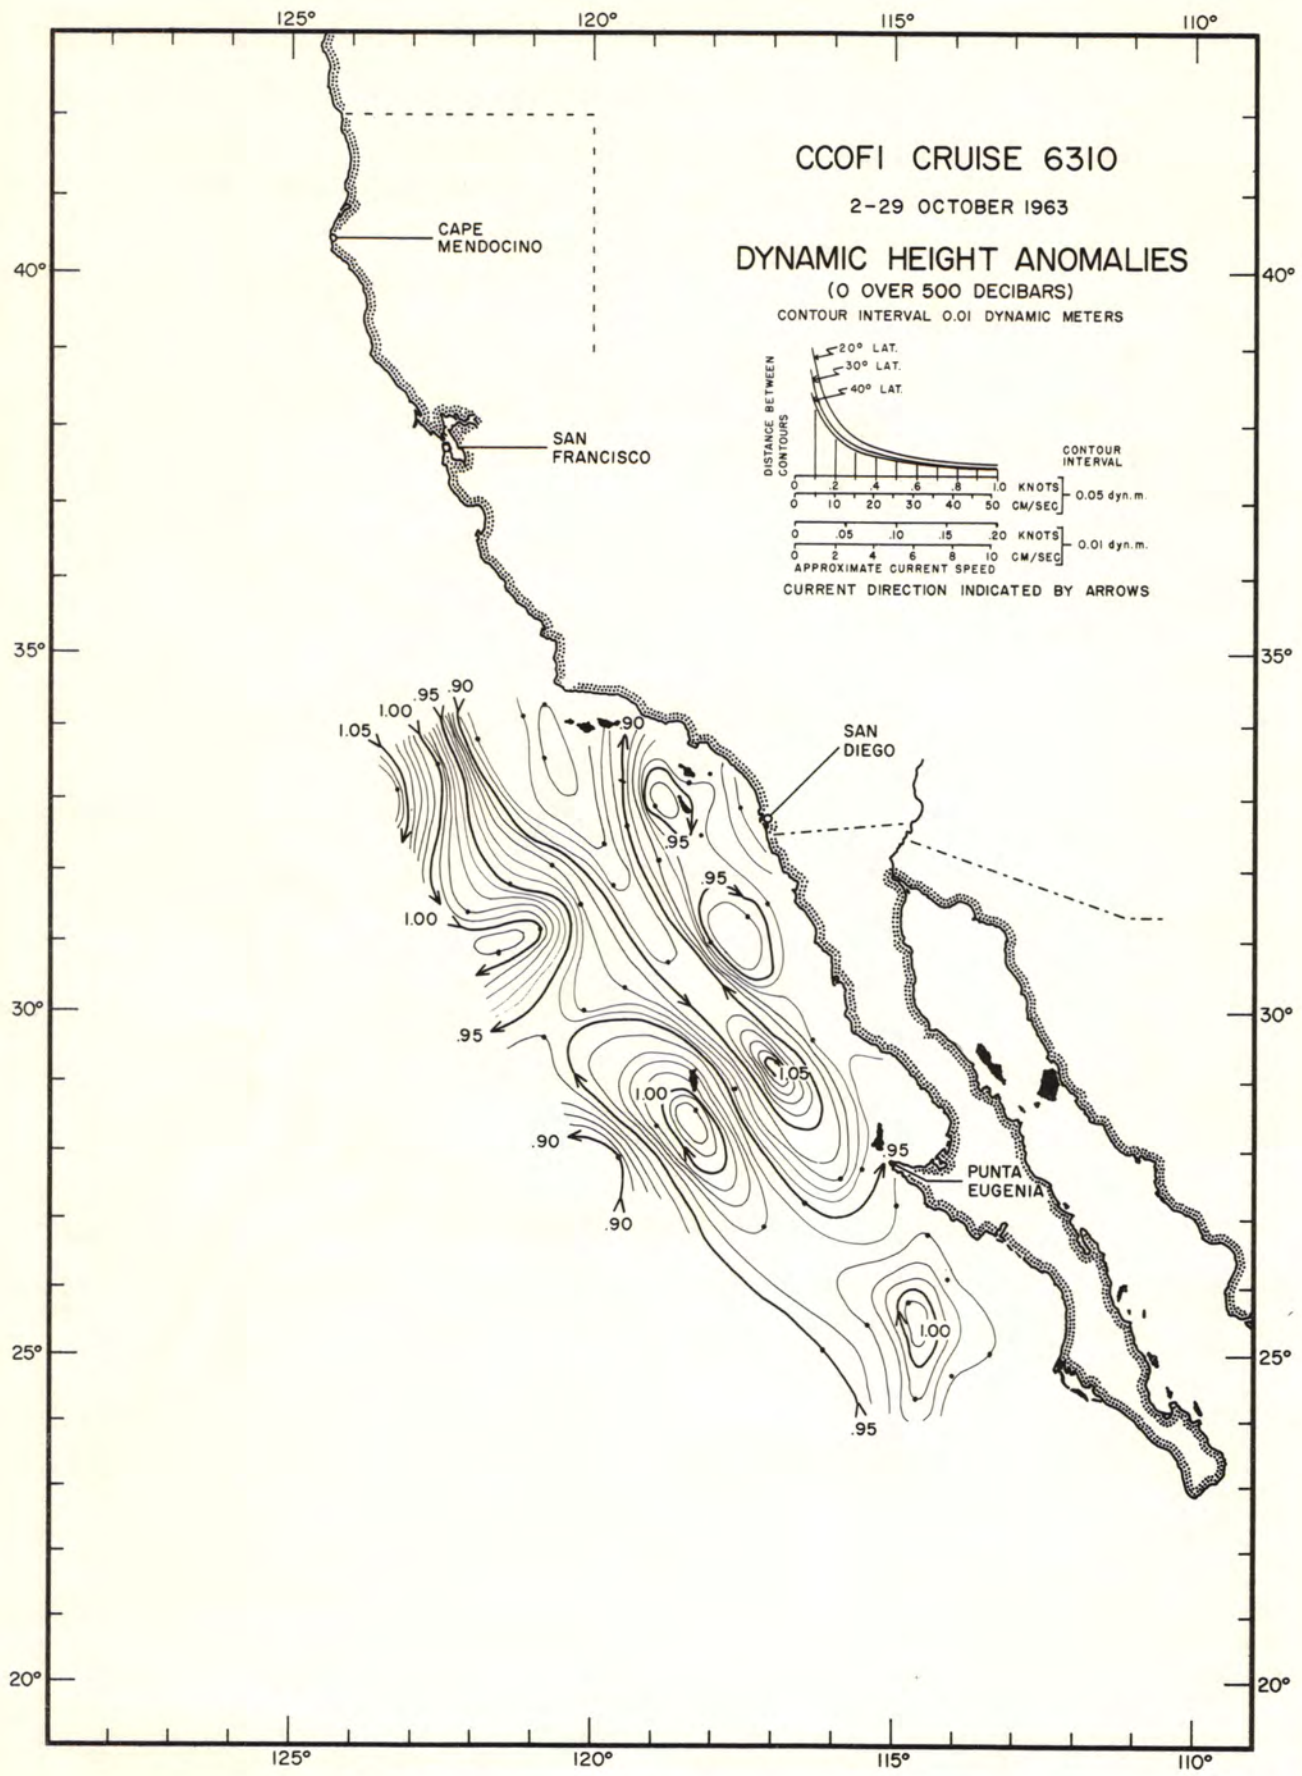 125° 120° 115° 110°
CCOFI CRUISE 6310
2-29 OCTOBER 1963
DYNAMIC HEIGHT ANOMALIES
(0 OVER 500 DECIBARS)
CONTOUR INTERVAL 0.01 DYNAMIC METERS
20° LAT.
30° LAT.
40° LAT.
DISTANCE BETWEEN
CONTOURS
CONTOUR
INTERVAL
0 .2 .4 .6 .8 1.0 KNOTS
0 10 20 30 40 50 CM/SEC
0.05 dyn.m.
0 .05 .10 .15 .20 KNOTS
0 2 4 6 8 10 CM/SEC
0.01 dyn.m.
APPROXIMATE CURRENT SPEED
CURRENT DIRECTION INDICATED BY ARROWS
CAPE
MENDOCINO
40° 40°
SAN
FRANCISCO
35° 35°
1.05 1.00 .95 .90
.90
SAN
DIEGO
.95
.95
1.00
30° 30°
.95
1.05
1.00
.90
.95
PUNTA
EUGENIA
.90
1.00
25° 25°
.95
20° 20°
125° 120° 115° 110°